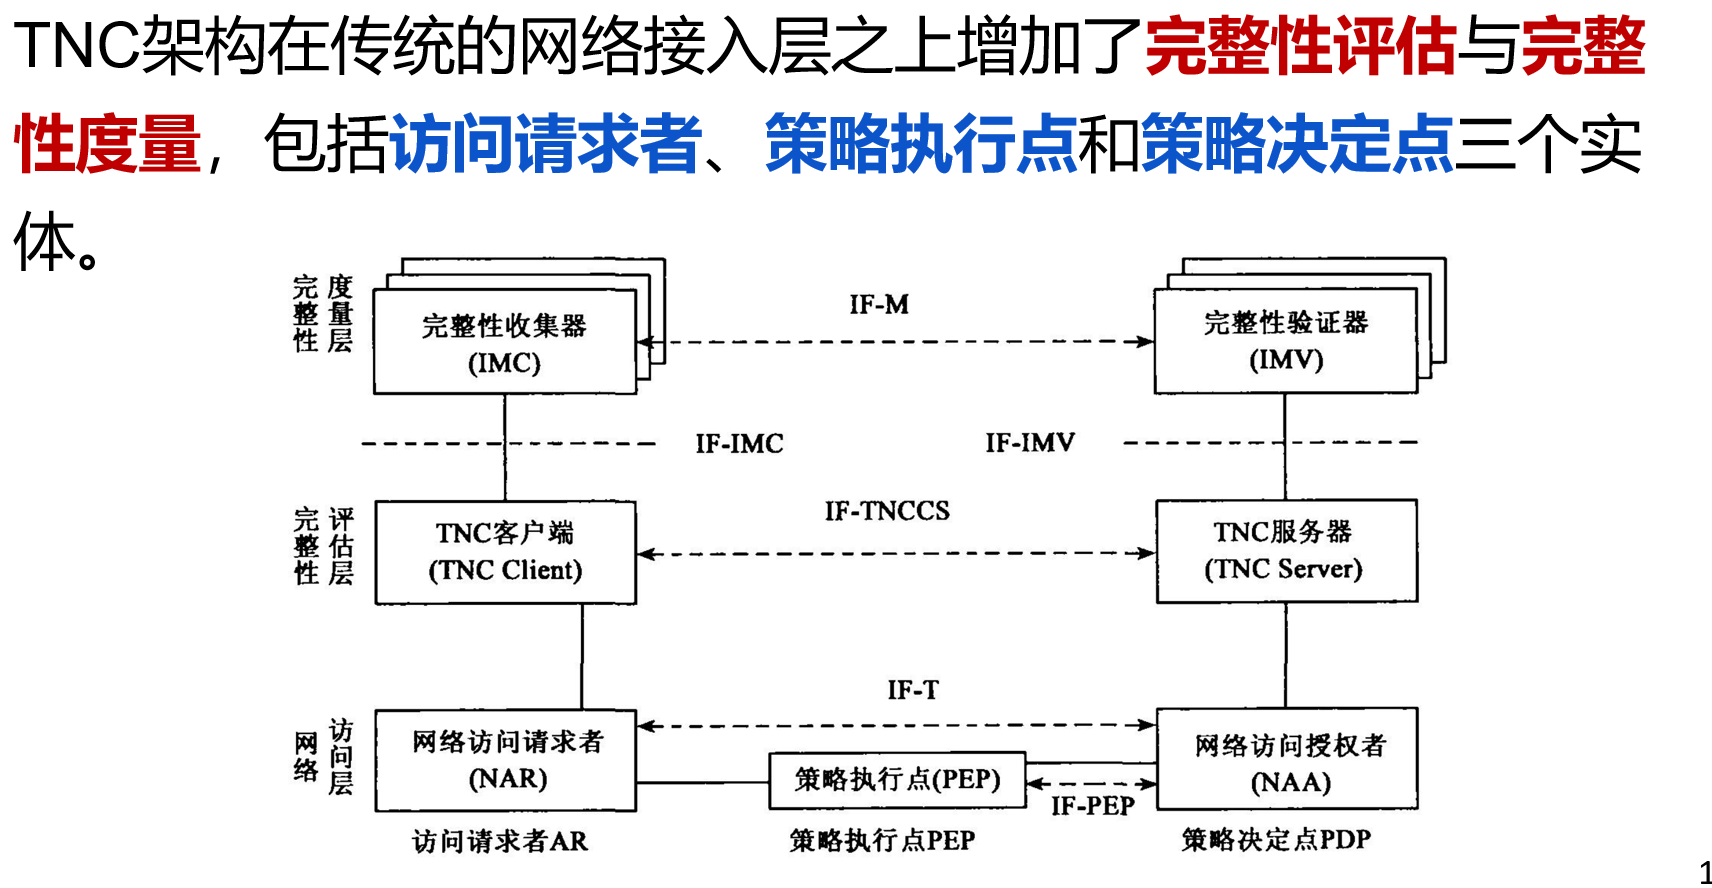 TNC架构在传统的网络接入层之上增加了完整性评估与完整
性度量，包括访问请求者、策略执行点和策略决定点三个实
体。
完整性 度量层
完整性收集器
(IMC)
IF-M
完整性验证器
(IMV)
IF-IMC
IF-IMV
完整性 评估层
TNC客户端
(TNC Client)
IF-TNCCS
TNC服务器
(TNC Server)
网络 访问层
网络访问请求者
(NAR)
IF-T
策略执行点(PEP)
IF-PEP
网络访问授权者
(NAA)
访问请求者AR
策略执行点PEP
策略决定点PDP
1